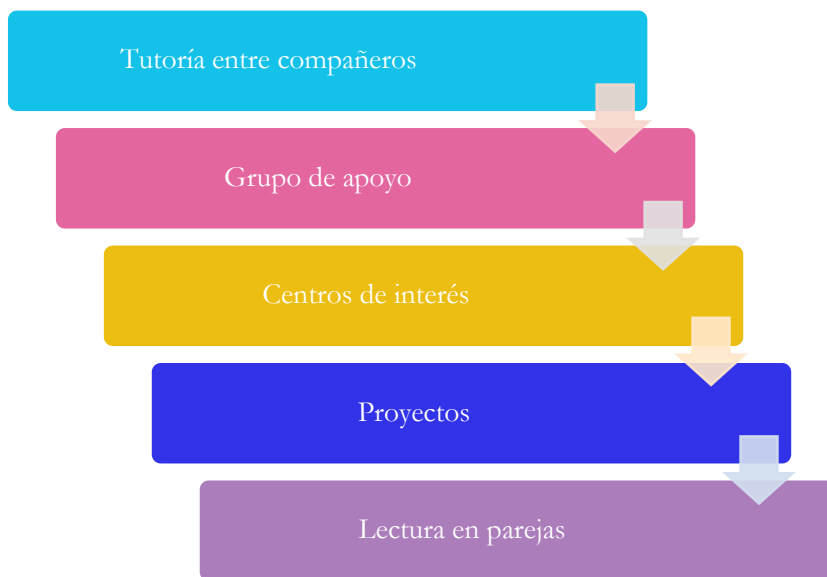 Tutoría entre compañeros
Grupo de apoyo
Centros de interés
Proyectos
Lectura en parejas